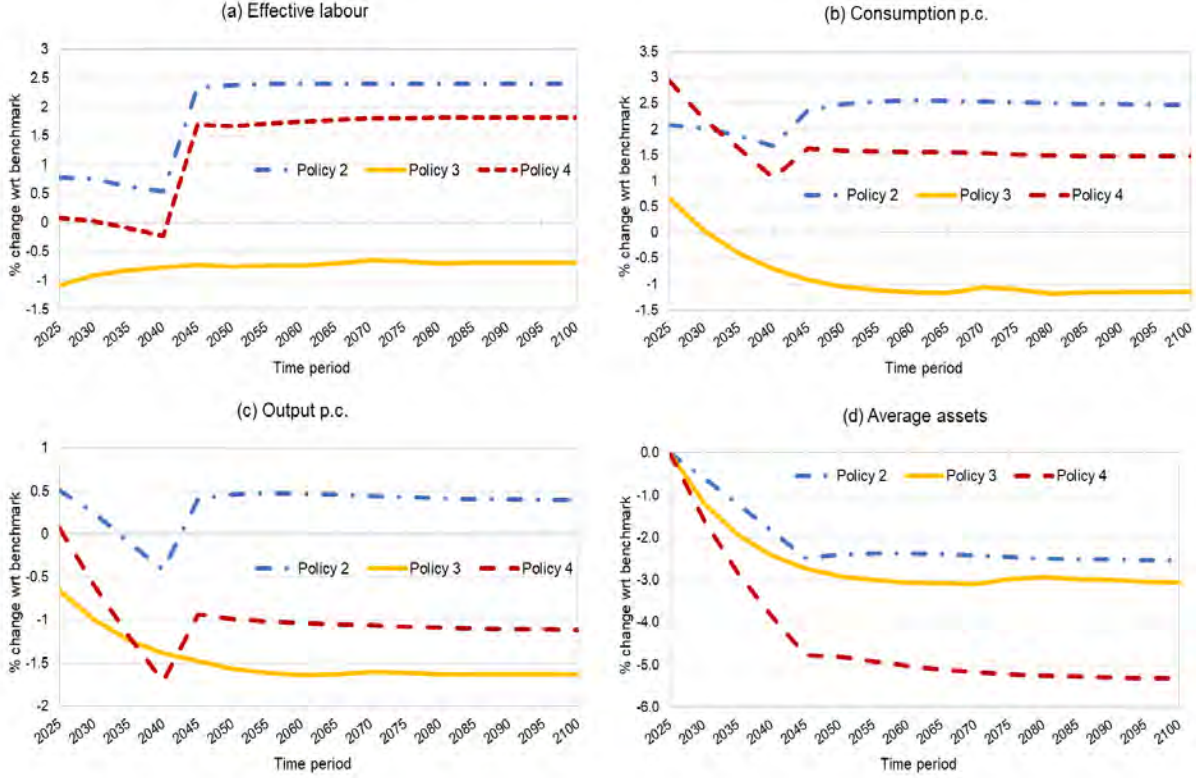 (a) Effective labour
% change wrt benchmark
3
2.5
2
1.5
1
0.5
0
-0.5
-1
-1.5
Policy 2 Policy 3 Policy 4
2025 2030 2035 2040 2045 2050 2055 2060 2065 2070 2075 2080 2085 2090 2095 2100
Time period
(b) Consumption p.c.
% change wrt benchmark
3.5
3
2.5
2
1.5
1
0.5
0
-0.5
-1
-1.5
Policy 2 Policy 3 Policy 4
2025 2030 2035 2040 2045 2050 2055 2060 2065 2070 2075 2080 2085 2090 2095 2100
Time period
(c) Output p.c.
% change wrt benchmark
1
0.5
0
-0.5
-1
-1.5
-2
Policy 2 Policy 3 Policy 4
2025 2030 2035 2040 2045 2050 2055 2060 2065 2070 2075 2080 2085 2090 2095 2100
Time period
(d) Average assets
% change wrt benchmark
0.0
-1.0
-2.0
-3.0
-4.0
-5.0
-6.0
Policy 2 Policy 3 Policy 4
2025 2030 2035 2040 2045 2050 2055 2060 2065 2070 2075 2080 2085 2090 2095 2100
Time period